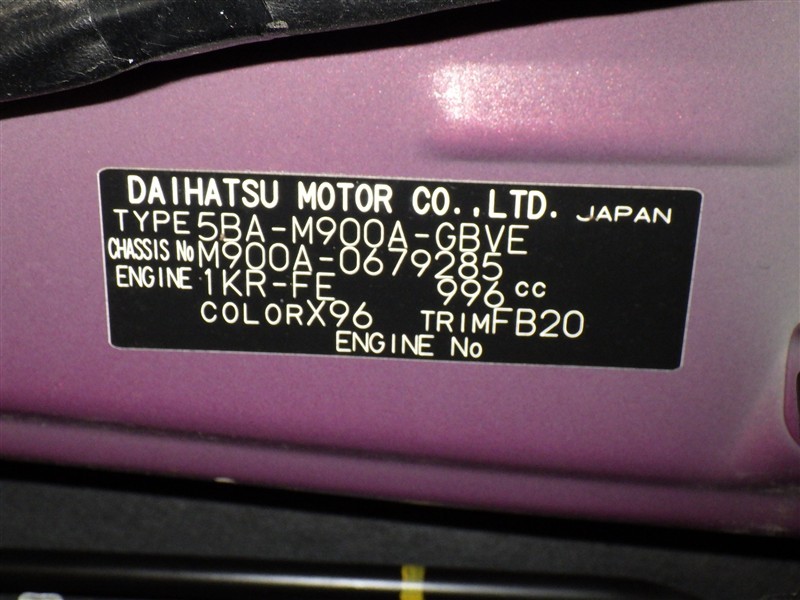 DAIHATSU MOTOR CO.,LTD. JAPAN
TYPE 5BA-M900A-GBVE
CHASSIS No M900A-0679285
ENGINE 1KR-FE 996 cc
COLOR X96 TRIM FB20
ENGINE No